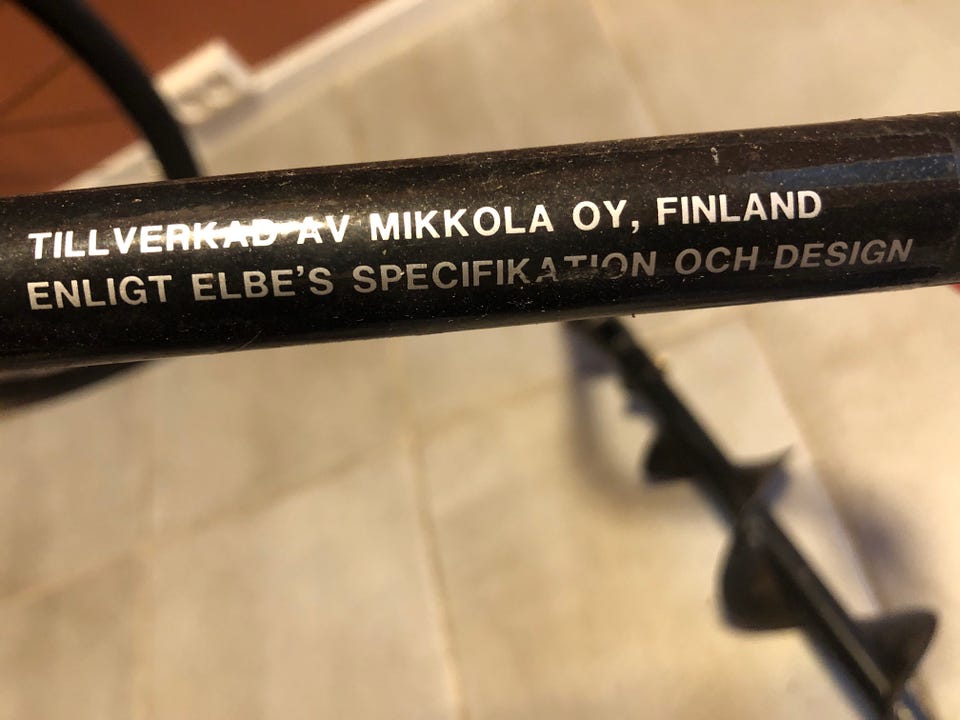 TILLVERKAD AV MIKKOLA OY, FINLAND
ENLIGT ELBE'S SPECIFIKATION OCH DESIGN